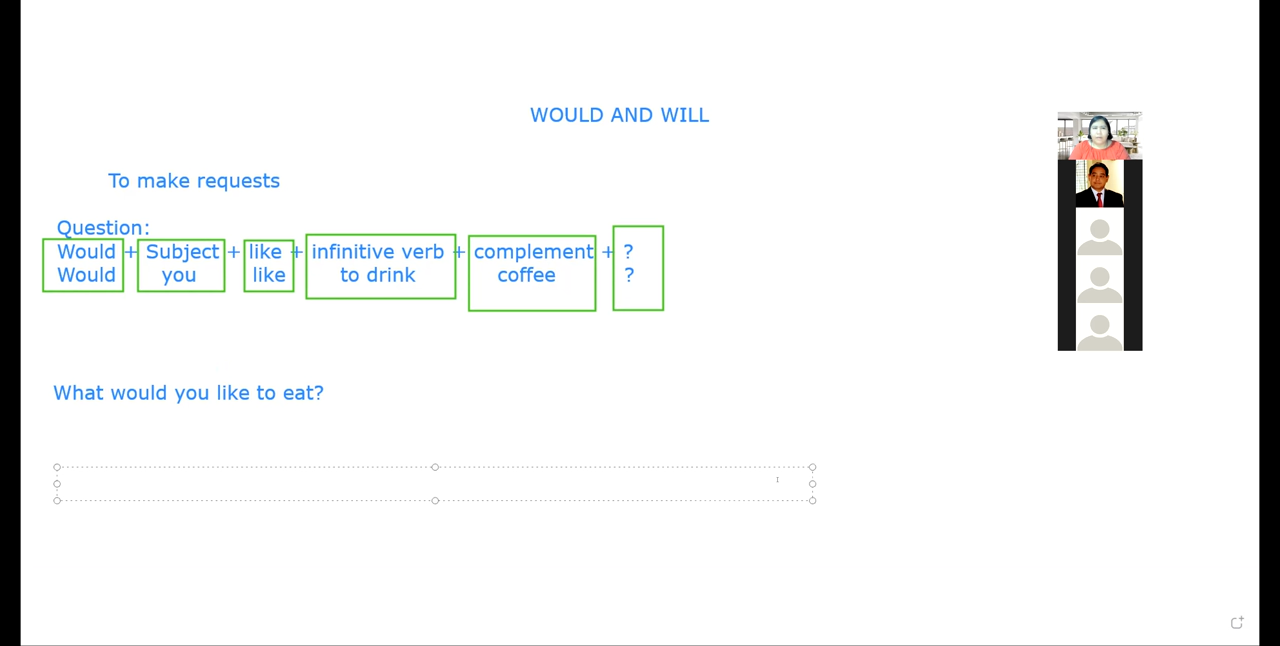 WOULD AND WILL
To make requests
Question:
Would + Subject + like + infinitive verb + complement + ?
Would you like to drink coffee ?
What would you like to eat?